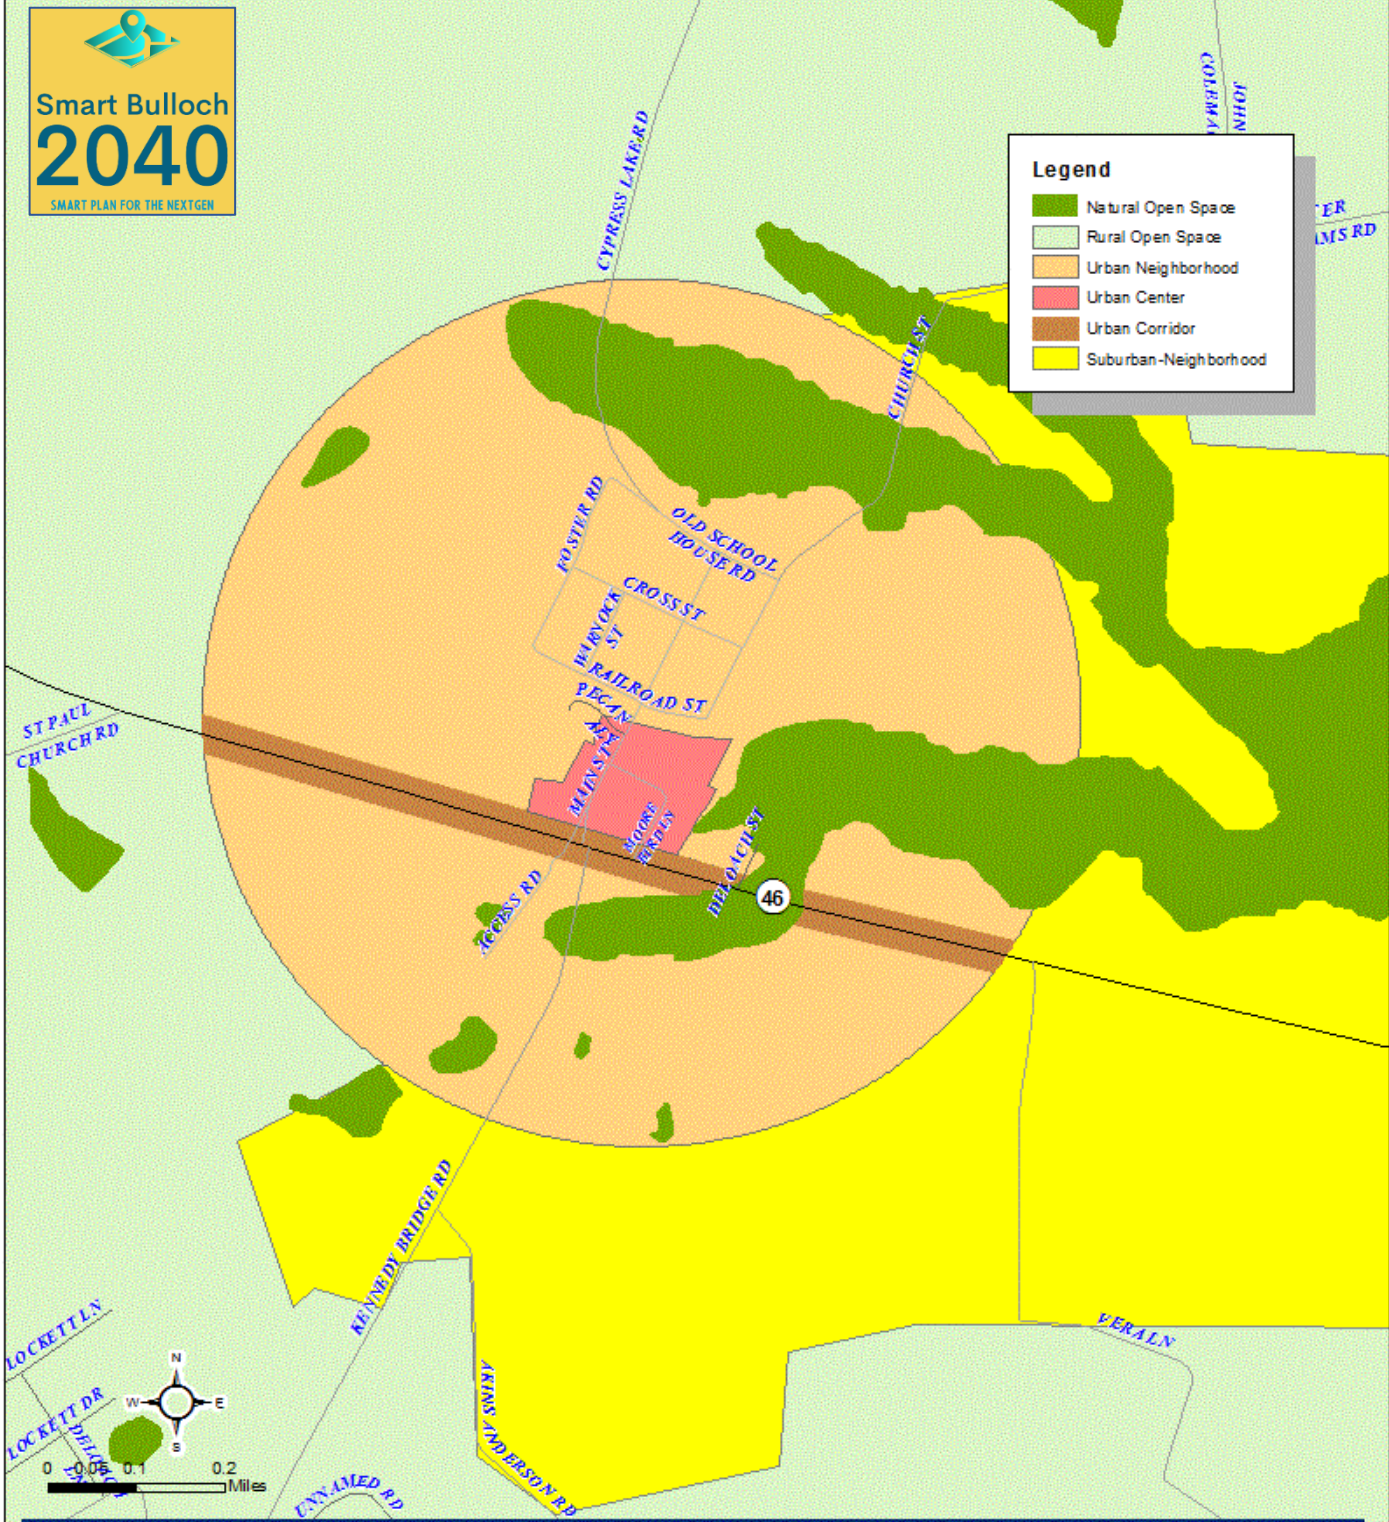 Smart Bulloch
2040
SMART PLAN FOR THE NEXTGEN
JOHN
CYPRESS LAKE RD
Legend
Natural Open Space
Rural Open Space
Urban Neighborhood
Urban Center
Urban Corridor
Suburban-Neighborhood
CHURCH ST
FOSTER RD
OLD SCHOOL
HOUSE RD
CROSS ST
WARNOCK
ST
RAILROAD ST
PECAN
MAIN ST
MOORE
ST PAUL
CHURCH RD
DELOACH ST
46
ACCESS RD
KENNEDY BRIDGE RD
VERA LN
LOCKETT LN
LOCKETT DR
AKINS ANDERSON RD
UNNAMED RD
N
W
E
S
0
0.05
0.1
0.2
Miles